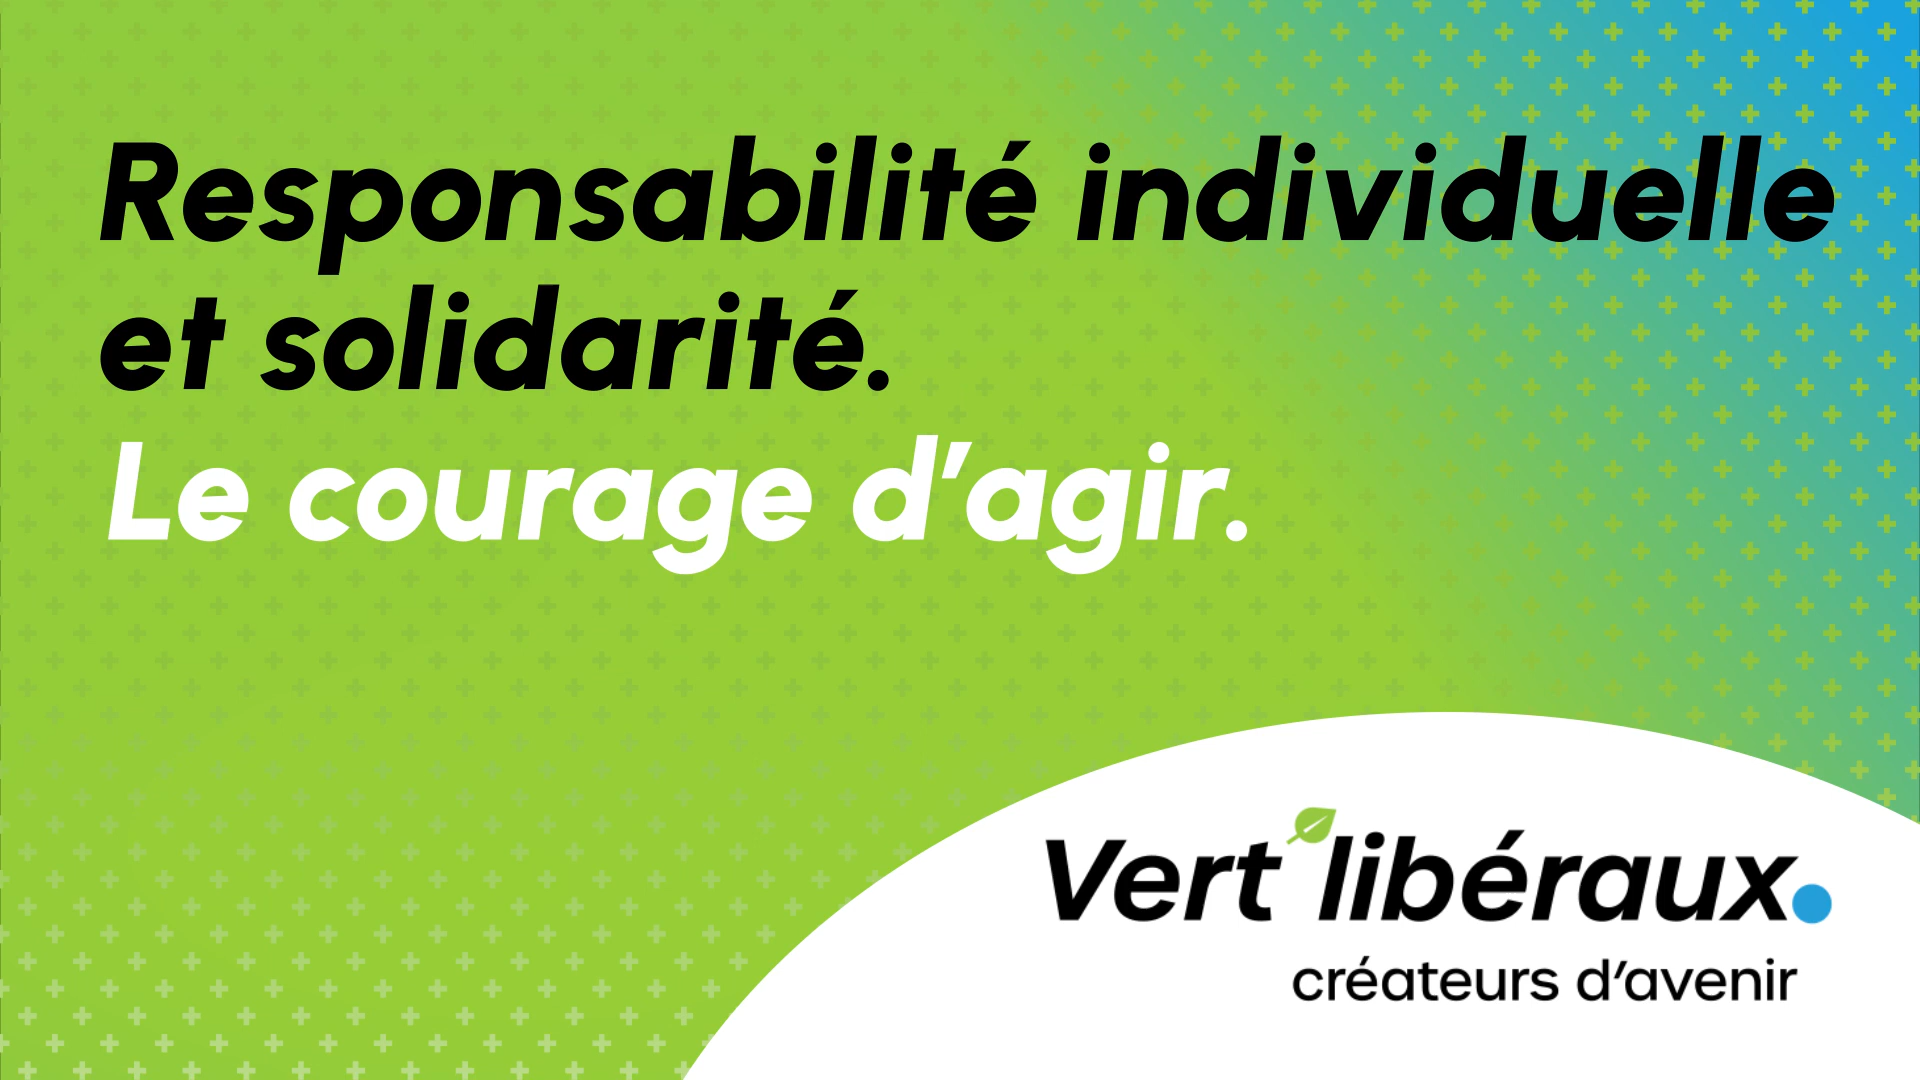 Responsabilité individuelle
et solidarité.
Le courage d’agir.
Vert’libéraux.
créateurs d’avenir